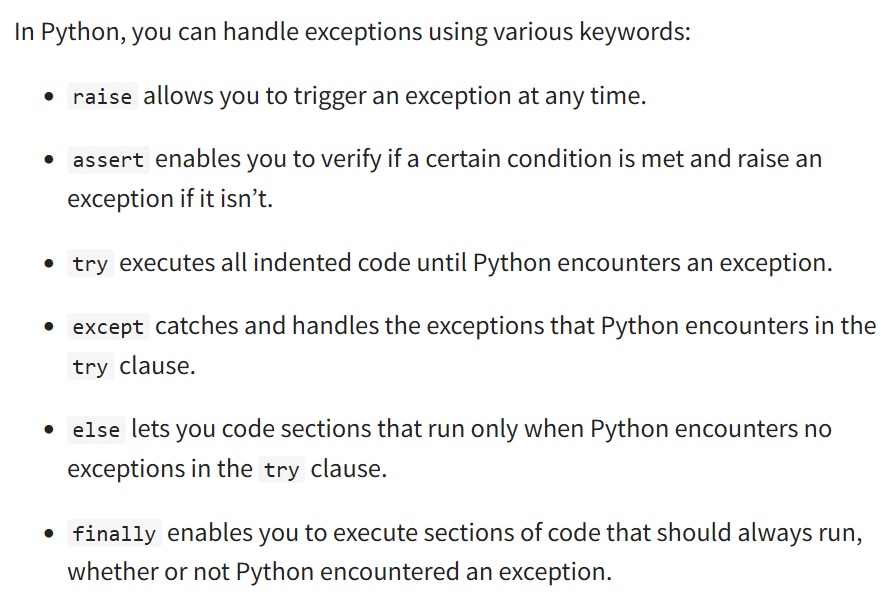 In Python, you can handle exceptions using various keywords:
• raise allows you to trigger an exception at any time.
• assert enables you to verify if a certain condition is met and raise an
exception if it isn’t.
• try executes all indented code until Python encounters an exception.
• except catches and handles the exceptions that Python encounters in the
try clause.
• else lets you code sections that run only when Python encounters no
exceptions in the try clause.
• finally enables you to execute sections of code that should always run,
whether or not Python encountered an exception.